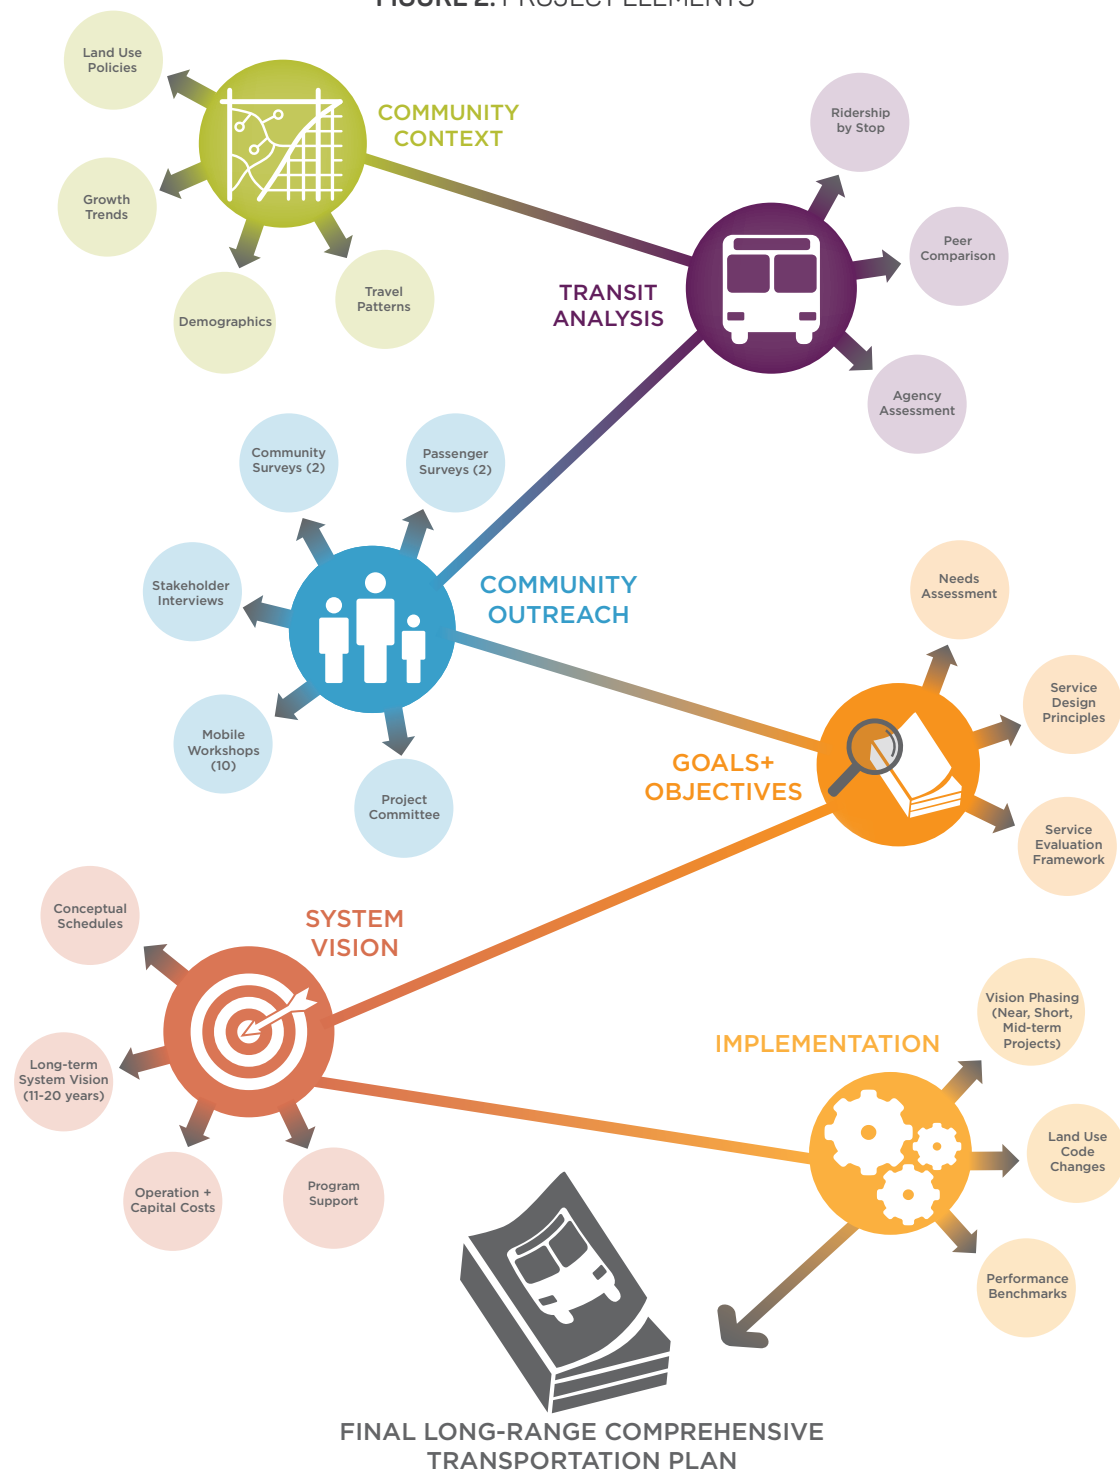 FIGURE 2: PROJECT ELEMENTS
Land Use
Policies
COMMUNITY
CONTEXT
Growth
Trends
Demographics
Travel
Patterns
Ridership
by Stop
Peer
Comparison
TRANSIT
ANALYSIS
Agency
Assessment
Community
Surveys (2)
Passenger
Surveys (2)
Stakeholder
Interviews
COMMUNITY
OUTREACH
Mobile
Workshops
(10)
Project
Committee
Needs
Assessment
Service
Design
Principles
GOALS+
OBJECTIVES
Service
Evaluation
Framework
Conceptual
Schedules
SYSTEM
VISION
Long-term
System Vision
(11-20 years)
Operation +
Capital Costs
Program
Support
Vision Phasing
(Near, Short,
Mid-term
Projects)
IMPLEMENTATION
Land Use
Code
Changes
Performance
Benchmarks
FINAL LONG-RANGE COMPREHENSIVE
TRANSPORTATION PLAN